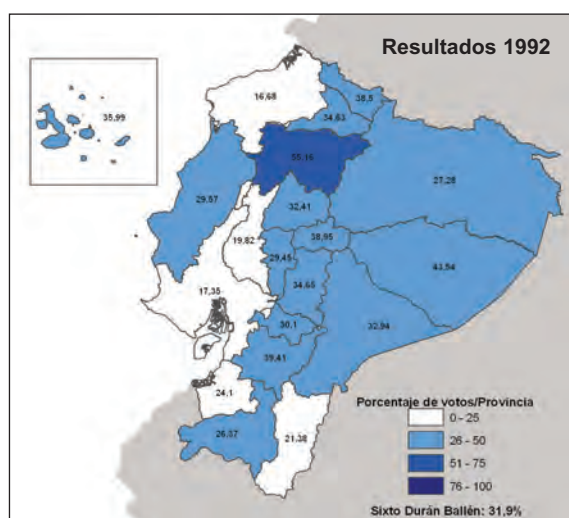 Resultados 1992
16,68
38,5
34,63
35,99
55,16
27,28
29,57
32,41
19,82
38,95
29,45
43,54
34,65
17,35
30,1
32,94
39,41
24,1
26,57
21,38
Porcentaje de votos/Provincia
0 - 25
26 - 50
51 - 75
76 - 100
Sixto Durán Ballén: 31,9%